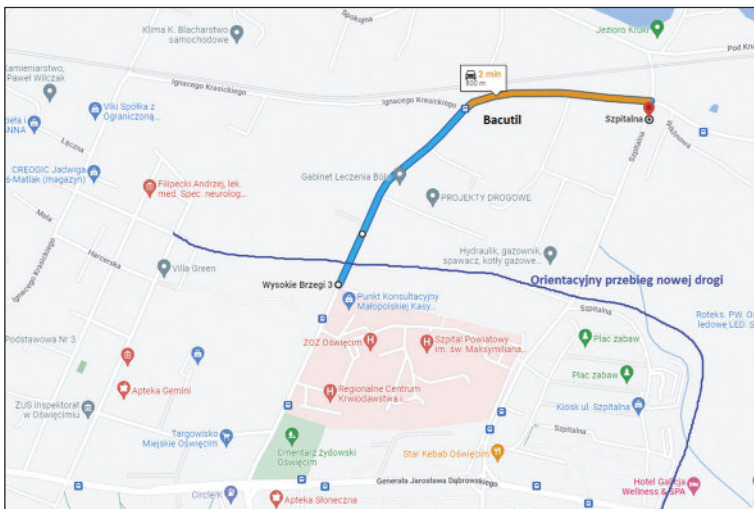 Spokojna
Klima K. Blacharstwo
samochodowe
Jezioro Kruki
Pod Kru
Kamieniarstwo,
Paweł Wilczak
Ignacego Krasickiego
2 min
800 m
Ignacego Krasickiego
Bacutil
Szpitalna
Viki Spółka z
Ograniczoną...
ANNA
Łączna
Szpitalna
CREOGIC Jadwiga
s-Matlak (magazyn)
Gabinet Leczenia Bólu
Filipecki Andrzej, lek.
med. Spec. neurolog...
PROJEKTY DROGOWE
Mała
Harcerska
Hydraulik, gazownik,
spawacz, kotły gazowe...
Ignacego Krasickiego
Villa Green
Wysokie Brzegi 3
Orientacyjny przebieg nowej drogi
Punkt Konsultacyjny
Małopolskiej Kasy...
Szpitalna
Roteks. PW. Os
ledowe LED. S
Podstawowa Nr 3
ZOZ Oświęcim
Szpital Powiatowy
im. św. Maksymiliana...
Plac zabaw
Plac zabaw
Apteka Gemini
Regionalne Centrum
Krwiodawstwa i...
ZUS Inspektorat
w Oświęcimiu
Kiosk ul. Szpitalna
Targowisko
Miejskie Oświęcim
Szpitalna
Cmentarz żydowski
Oświęcim
Star Kebab Oświęcim
Circle K
Generała Jarosława Dąbrowskiego
Hotel Galicja
Wellness & SPA
Apteka Słoneczna